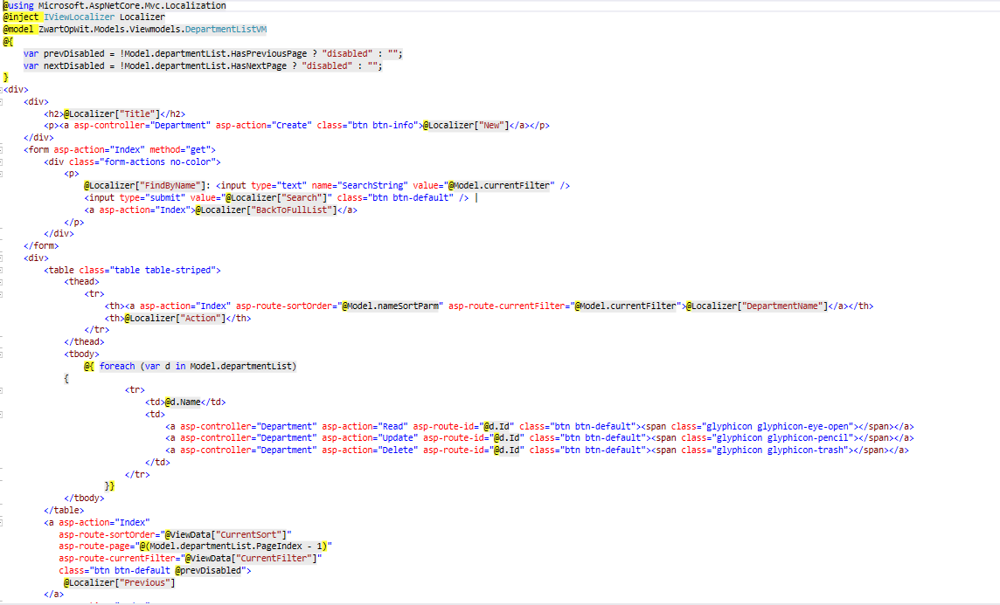 @using Microsoft.AspNetCore.Mvc.Localization
@inject IViewLocalizer Localizer
@model ZwartOpWit.Models.Viewmodels.DepartmentListVM
@{
    var prevDisabled = !Model.departmentList.HasPreviousPage ? "disabled" : "";
    var nextDisabled = !Model.departmentList.HasNextPage ? "disabled" : "";
}
<div>
    <div>
        <h2>@Localizer["Title"]</h2>
        <p><a asp-controller="Department" asp-action="Create" class="btn btn-info">@Localizer["New"]</a></p>
    </div>
    <form asp-action="Index" method="get">
        <div class="form-actions no-color">
            <p>
                @Localizer["FindByName"]: <input type="text" name="SearchString" value="@Model.currentFilter" />
                <input type="submit" value="@Localizer["Search"]" class="btn btn-default" /> |
                <a asp-action="Index">@Localizer["BackToFullList"]</a>
            </p>
        </div>
    </form>
    <div>
        <table class="table table-striped">
            <thead>
                <tr>
                    <th><a asp-action="Index" asp-route-sortOrder="@Model.nameSortParm" asp-route-currentFilter="@Model.currentFilter">@Localizer["DepartmentName"]</a></th>
                    <th>@Localizer["Action"]</th>
                </tr>
            </thead>
            <tbody>
                @{ foreach (var d in Model.departmentList)
            {
                        <tr>
                            <td>@d.Name</td>
                            <td>
                                <a asp-controller="Department" asp-action="Read" asp-route-id="@d.Id" class="btn btn-default"><span class="glyphicon glyphicon-eye-open"></span></a>
                                <a asp-controller="Department" asp-action="Update" asp-route-id="@d.Id" class="btn btn-default"><span class="glyphicon glyphicon-pencil"></span></a>
                                <a asp-controller="Department" asp-action="Delete" asp-route-id="@d.Id" class="btn btn-default"><span class="glyphicon glyphicon-trash"></span></a>
                            </td>
                        </tr>
                    }}
            </tbody>
        </table>
        <a asp-action="Index"
           asp-route-sortOrder="@ViewData["CurrentSort"]"
           asp-route-page="@(Model.departmentList.PageIndex - 1)"
           asp-route-currentFilter="@ViewData["CurrentFilter"]"
           class="btn btn-default @prevDisabled">
            @Localizer["Previous"]
        </a>